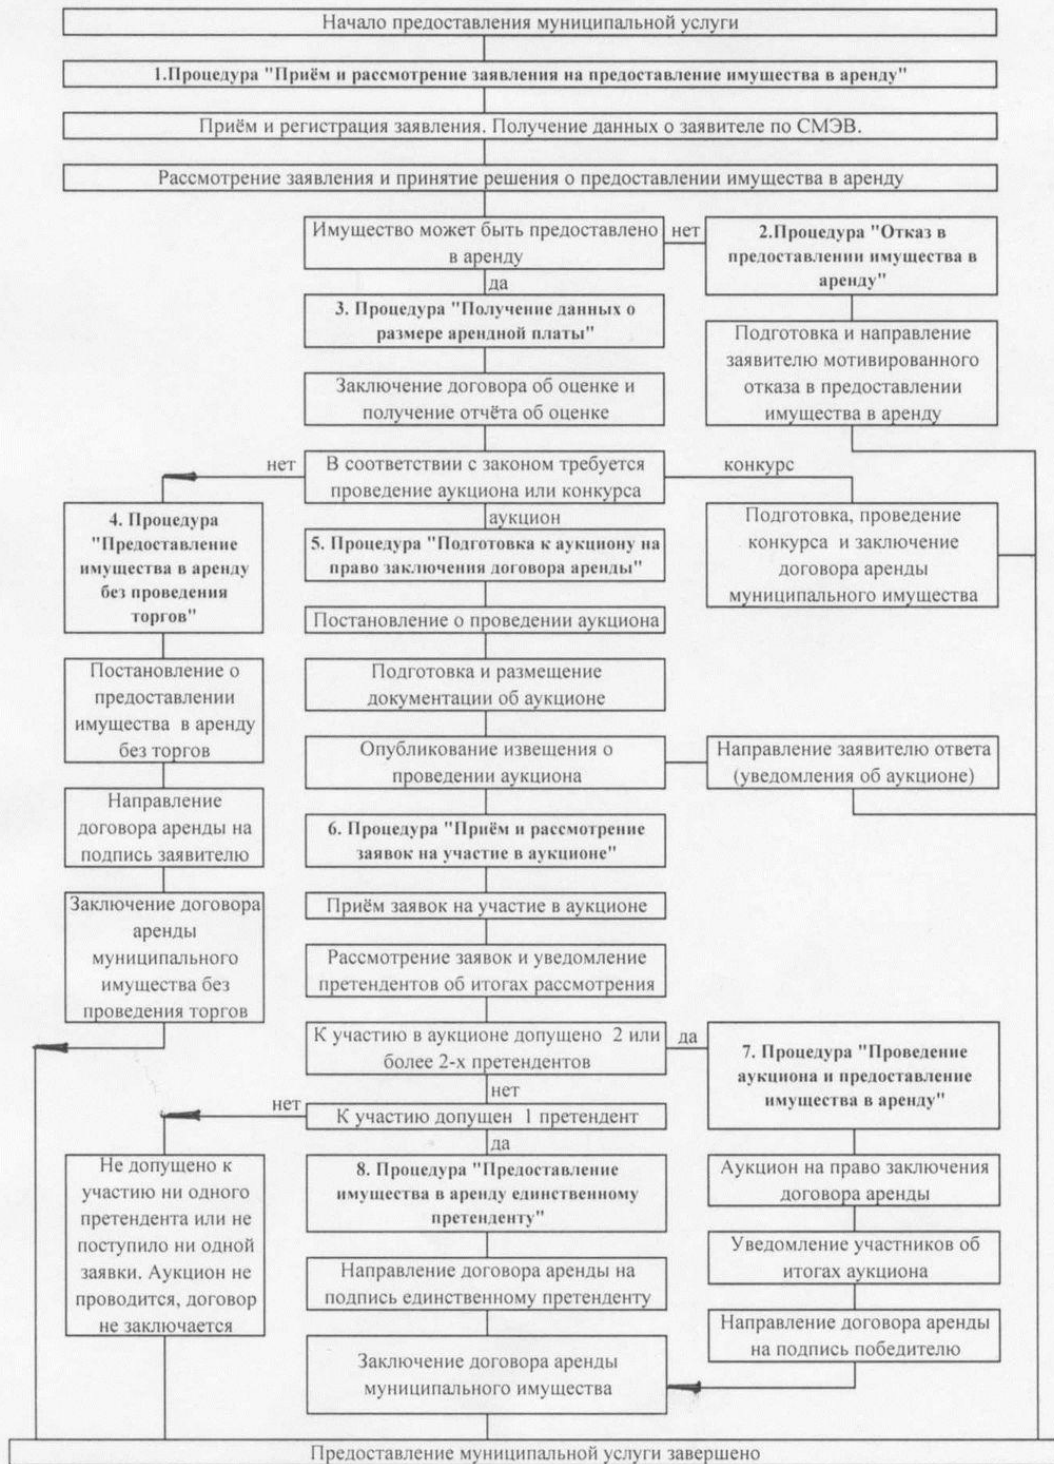 Начало предоставления муниципальной услуги
1.Процедура "Приём и рассмотрение заявления на предоставление имущества в аренду"
Приём и регистрация заявления. Получение данных о заявителе по СМЭВ.
Рассмотрение заявления и принятие решения о предоставлении имущества в аренду
Имущество может быть предоставлено
в аренду
нет
2.Процедура "Отказ в
предоставлении имущества в
аренду"
да
3. Процедура "Получение данных о
размере арендной платы"
Подготовка и направление
заявителю мотивированного
отказа в предоставлении
имущества в аренду
Заключение договора об оценке и
получение отчёта об оценке
нет
В соответствии с законом требуется
проведение аукциона или конкурса
конкурс
аукцион
4. Процедура
"Предоставление
имущества в аренду
без проведения
торгов"
5. Процедура "Подготовка к аукциону на
право заключения договора аренды"
Подготовка, проведение
конкурса и заключение
договора аренды
муниципального имущества
Постановление о проведении аукциона
Постановление о
предоставлении
имущества в аренду
без торгов
Подготовка и размещение
документации об аукционе
Опубликование извещения о
проведении аукциона
Направление заявителю ответа
(уведомления об аукционе)
Направление
договора аренды на
подпись заявителю
6. Процедура "Приём и рассмотрение
заявок на участие в аукционе"
Заключение договора
аренды
муниципального
имущества без
проведения торгов
Приём заявок на участие в аукционе
Рассмотрение заявок и уведомление
претендентов об итогах рассмотрения
К участию в аукционе допущено 2 или
более 2-х претендентов
да
7. Процедура "Проведение
аукциона и предоставление
имущества в аренду"
нет
нет
К участию допущен 1 претендент
да
Не допущено к
участию ни одного
претендента или не
поступило ни одной
заявки. Аукцион не
проводится, договор
не заключается
8. Процедура "Предоставление
имущества в аренду единственному
претенденту"
Аукцион на право заключения
договора аренды
Уведомление участников об
итогах аукциона
Направление договора аренды на
подпись единственному претенденту
Направление договора аренды
на подпись победителю
Заключение договора аренды
муниципального имущества
Предоставление муниципальной услуги завершено